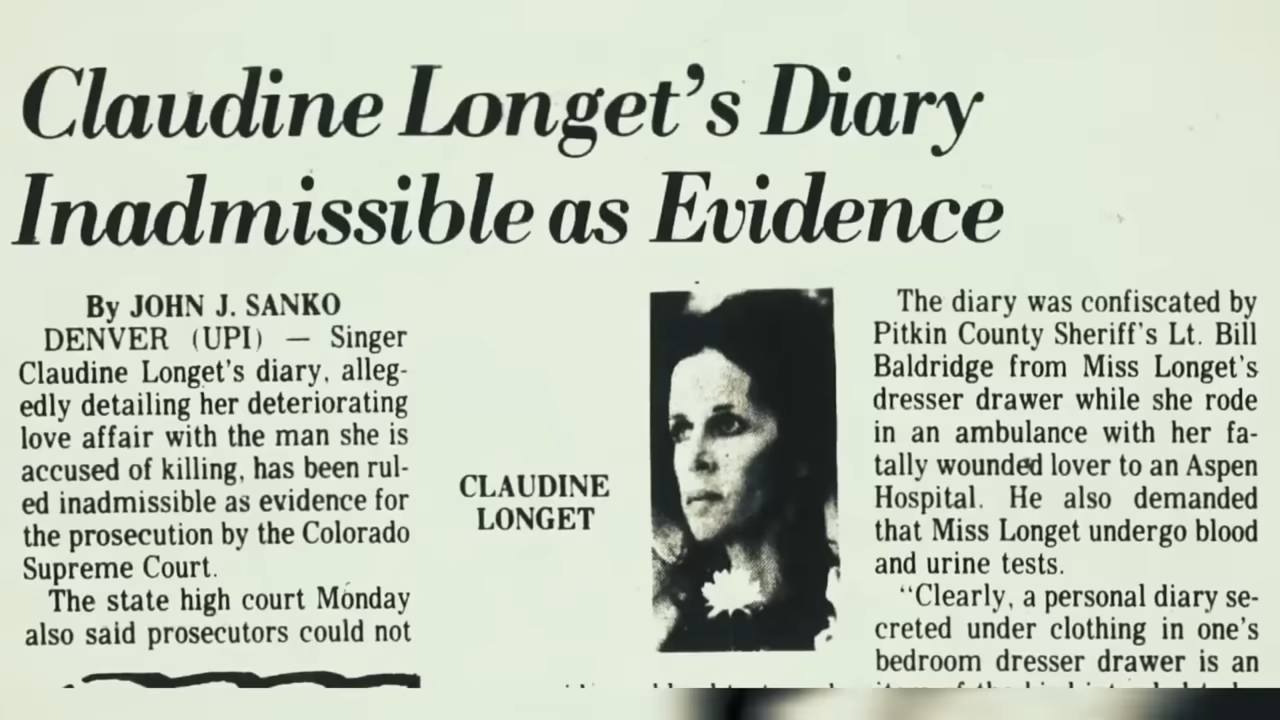 Claudine Longet's Diary
Inadmissible as Evidence
By JOHN J. SANKO
DENVER (UPI) — Singer
Claudine Longet's diary, alleg-
edly detailing her deteriorating
love affair with the man she is
accused of killing, has been rul-
ed inadmissible as evidence for
the prosecution by the Colorado
Supreme Court.
The state high court Monday
also said prosecutors could not
CLAUDINE
LONGET
The diary was confiscated by
Pitkin County Sheriff's Lt. Bill
Baldridge from Miss Longet's
dresser drawer while she rode
in an ambulance with her fa-
tally wounded lover to an Aspen
Hospital. He also demanded
that Miss Longet undergo blood
and urine tests.
"Clearly, a personal diary se-
creted under clothing in one's
bedroom dresser drawer is an